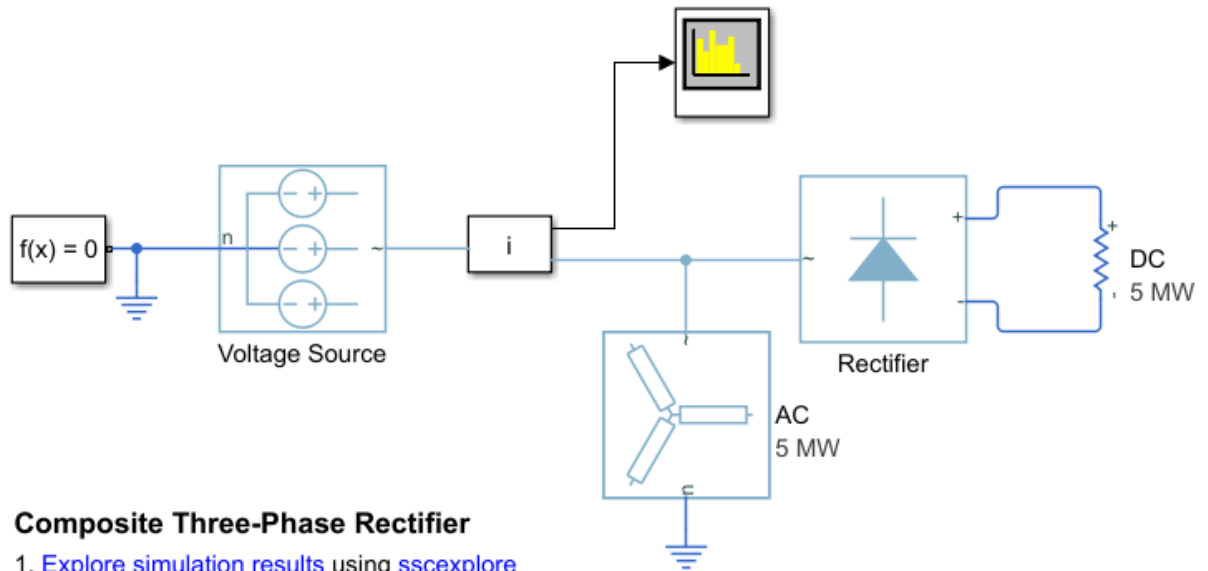 f(x) = 0
n
~
Voltage Source
i
~
+
-
Rectifier
+
-
DC
5 MW
~
n
AC
5 MW
Composite Three-Phase Rectifier
1. Explore simulation results using sscexplore